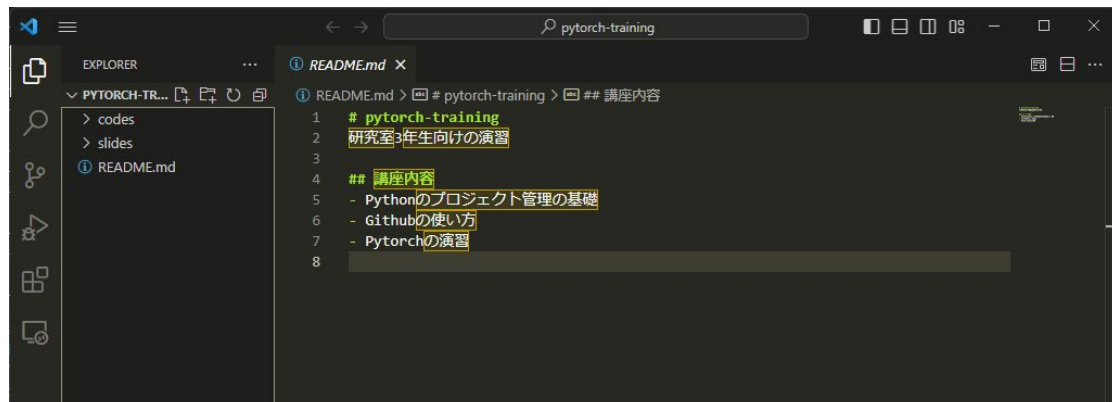 pytorch-training
EXPLORER
README.md
PYTORCH-TR...
README.md > # pytorch-training > ## 講座内容
codes
slides
README.md
1 # pytorch-training
2 研究室3年生向けの演習
3
4 ## 講座内容
5 - Pythonのプロジェクト管理の基礎
6 - Githubの使い方
7 - Pytorchの演習
8